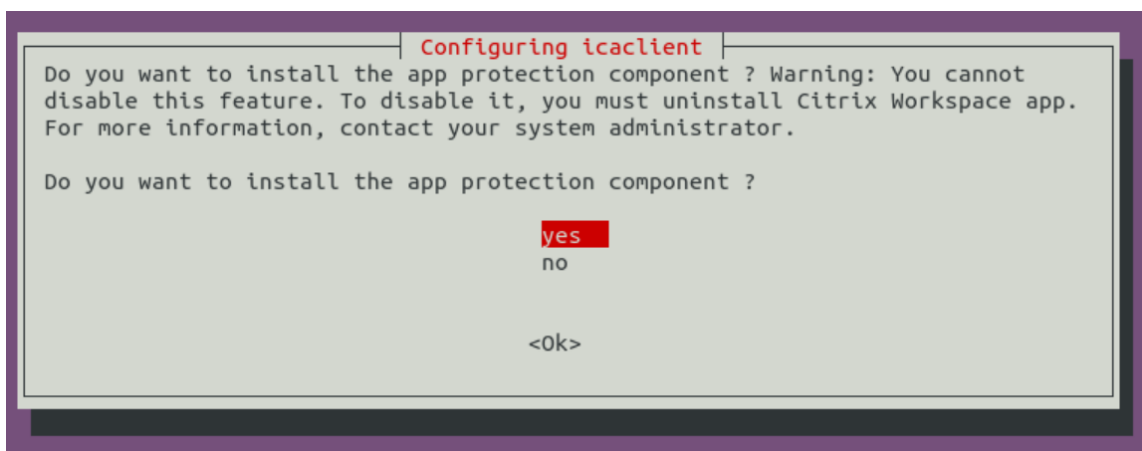 Configuring icaclient
Do you want to install the app protection component ? Warning: You cannot
disable this feature. To disable it, you must uninstall Citrix Workspace app.
For more information, contact your system administrator.
Do you want to install the app protection component ?
yes
no
<Ok>